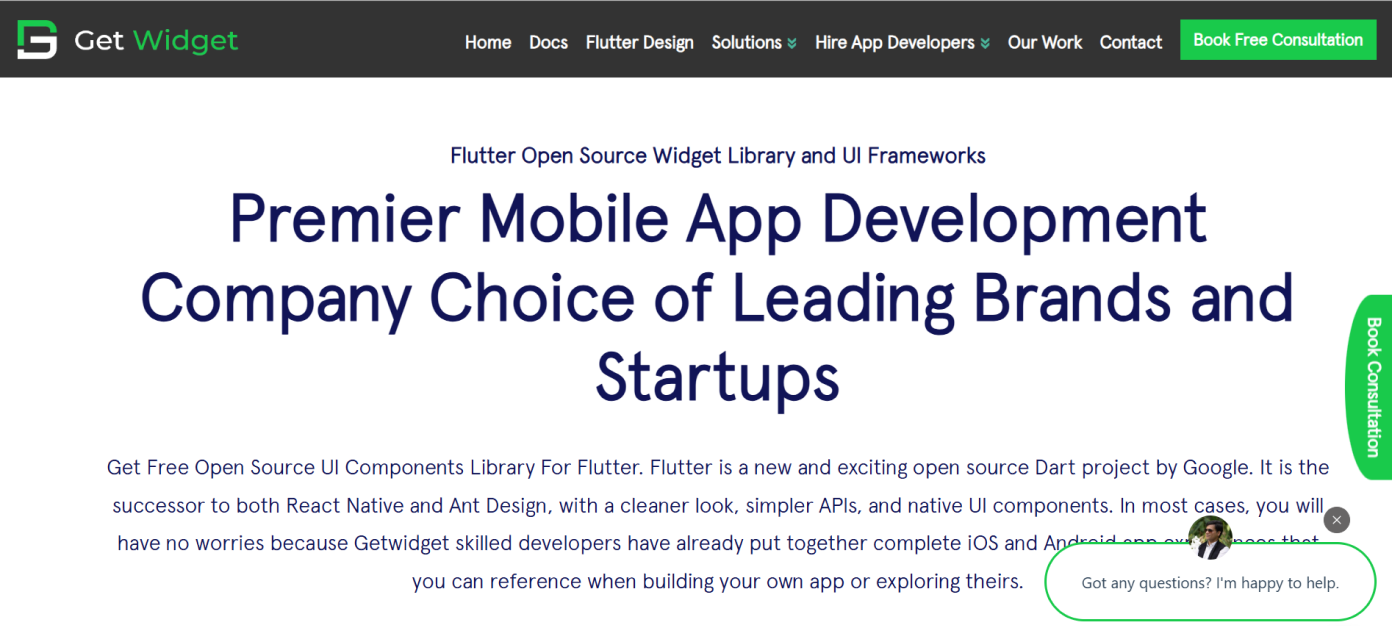 Get Widget
Home Docs Flutter Design Solutions Hire App Developers Our Work Contact Book Free Consultation
Flutter Open Source Widget Library and UI Frameworks
Premier Mobile App Development
Company Choice of Leading Brands and
Startups
Book Consultation
Get Free Open Source UI Components Library For Flutter. Flutter is a new and exciting open source Dart project by Google. It is the
successor to both React Native and Ant Design, with a cleaner look, simpler APIs, and native UI components. In most cases, you will
have no worries because Getwidget skilled developers have already put together complete iOS and Android app that
you can reference when building your own app or exploring theirs.
Got any questions? I'm happy to help.